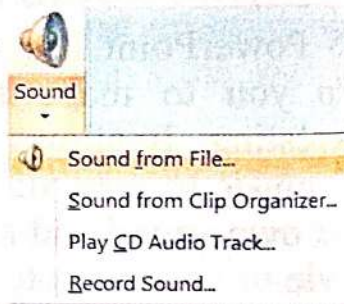 Sound
Sound from File...
Sound from Clip Organizer...
Play CD Audio Track...
Record Sound...